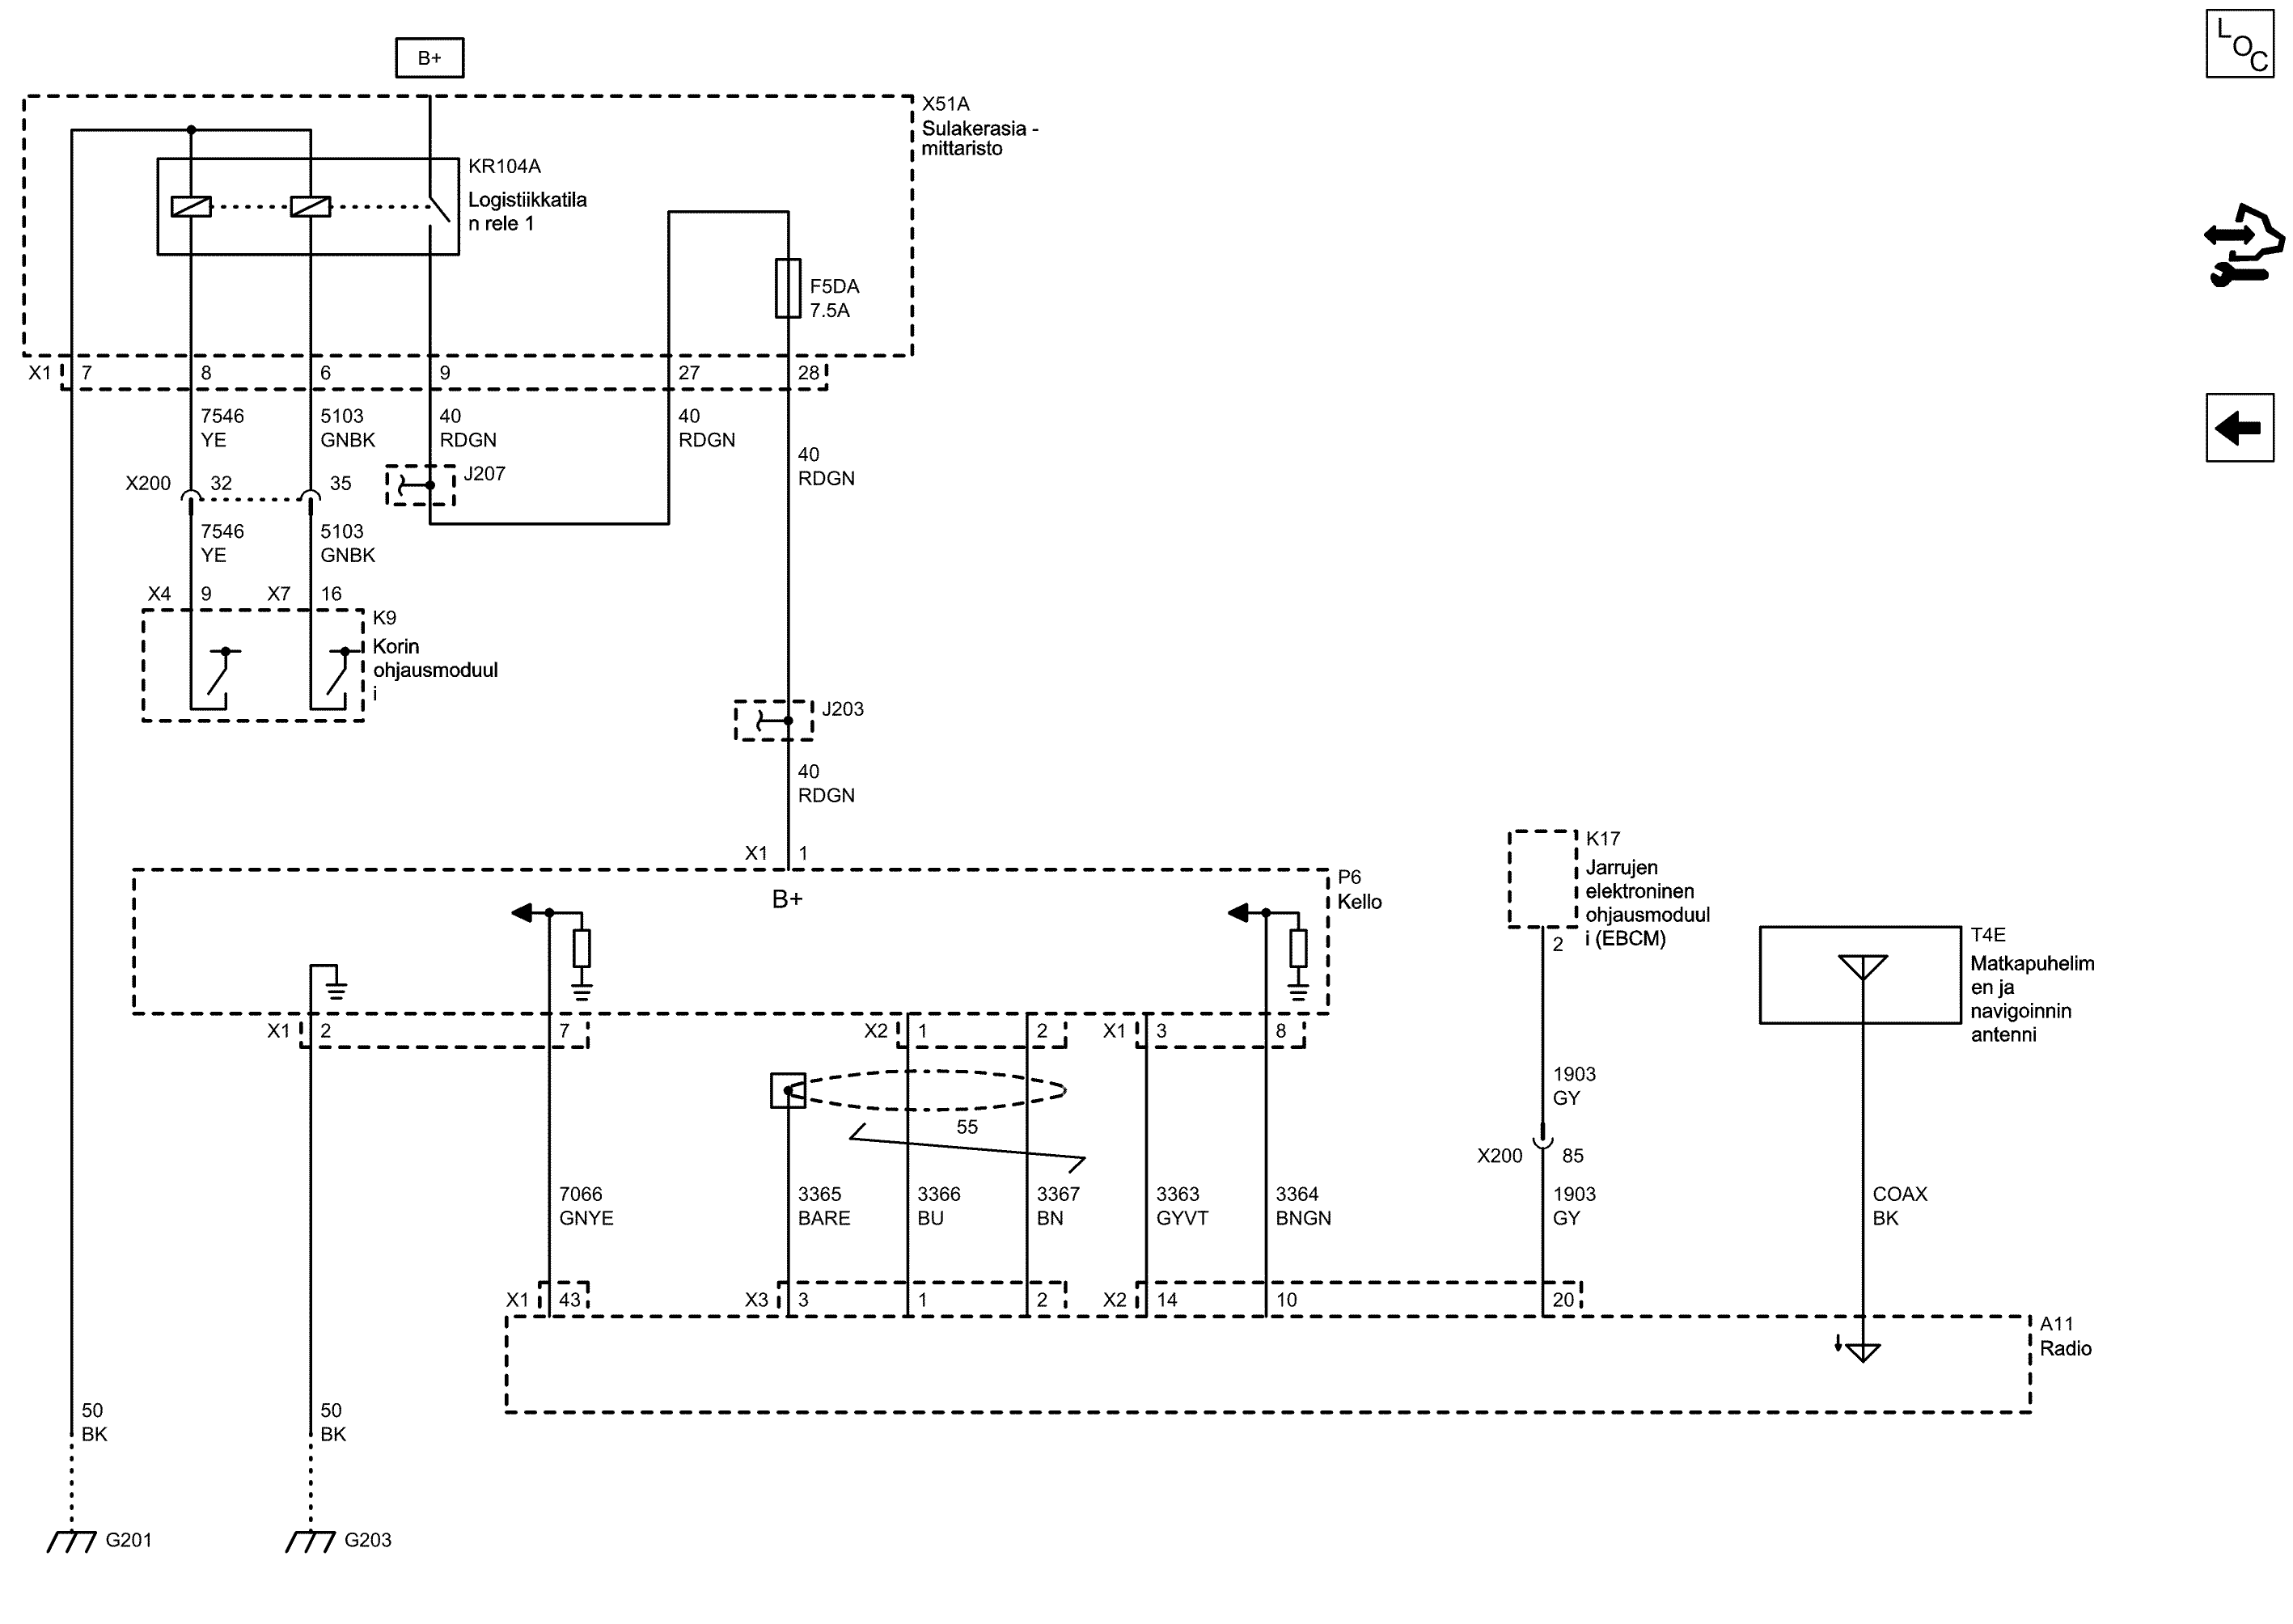 L
O
C
B+
X51A
Sulakerasia -
mittaristo
KR104A
Logistiikkatila
n rele 1
F5DA
7.5A
X1 7 8 6 9 27 28
7546 5103 40 40
YE GNBK RDGN RDGN
40
RDGN
X200 32 35 J207
7546 5103
YE GNBK
X4 9 X7 16
K9
Korin
ohjausmoduul
i
J203
40
RDGN
X1 1
B+
P6
Kello
K17
Jarrujen
elektroninen
ohjausmoduul
i (EBCM)
2
T4E
Matkapuhelim
en ja
navigoinnin
antenni
X1 2 7 X2 1 2 X1 3 8
1903
GY
55
X200 85
7066 3365 3366 3367 3363 3364 1903 COAX
GNYE BARE BU BN GYVT BNGN GY BK
X1 43 X3 3 1 2 X2 14 10 20
A11
Radio
50 50
BK BK
G201 G203